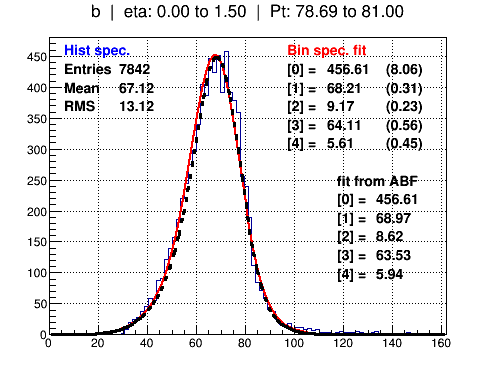 b | eta: 0.00 to 1.50 | Pt: 78.69 to 81.00
Hist spec.
Entries 7842
Mean 67.12
RMS 13.12
Bin spec. fit
[0] = 456.61 (8.06)
[1] = 68.21 (0.31)
[2] = 9.17 (0.23)
[3] = 64.11 (0.56)
[4] = 5.61 (0.45)
fit from ABF
[0] = 456.61
[1] = 68.97
[2] = 8.62
[3] = 63.53
[4] = 5.94
450
400
350
300
250
200
150
100
50
0
0 20 40 60 80 100 120 140 160